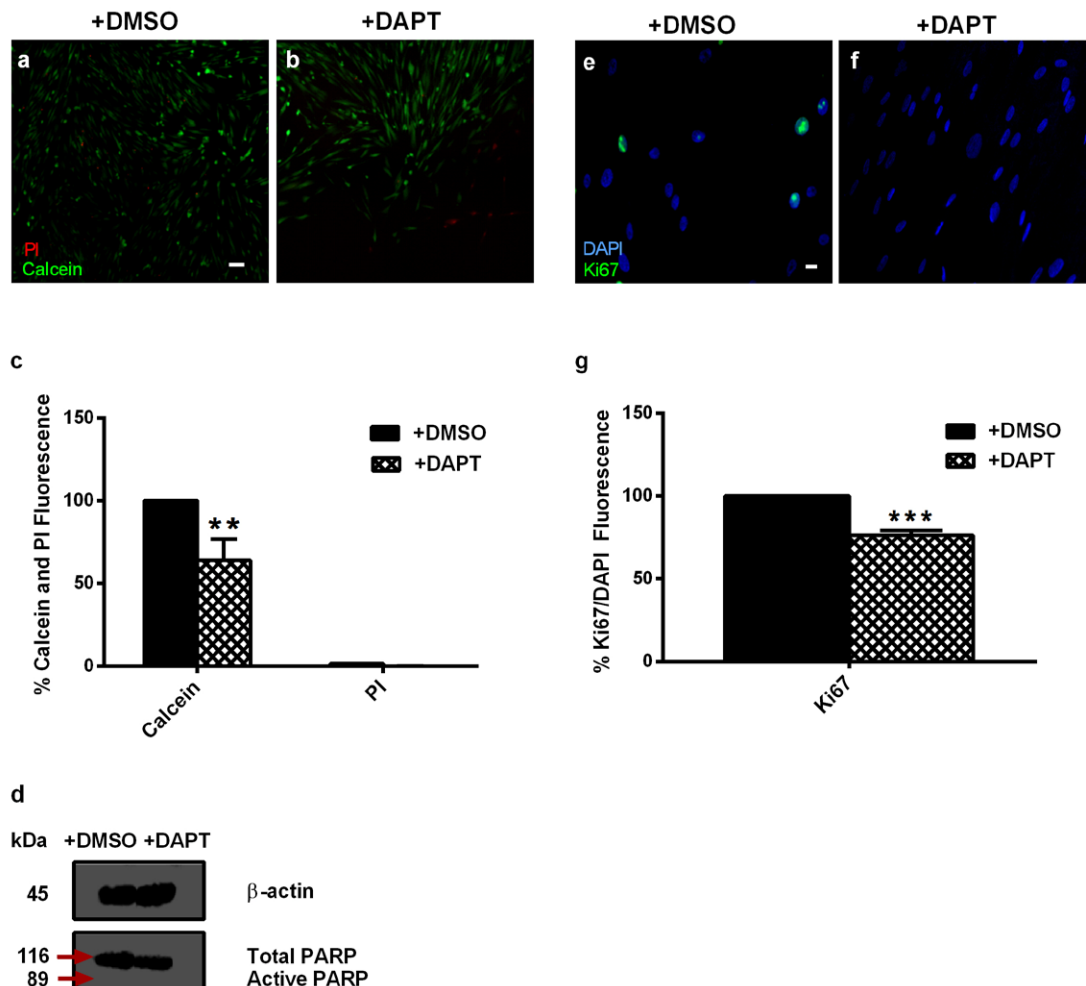 +DMSO +DAPT
a b
PI
Calcein
+DMSO +DAPT
e f
DAPI
Ki67
c
% Calcein and PI Fluorescence
150
100
50
0
+DMSO
+DAPT
**
Calcein
PI
g
% Ki67/DAPI Fluorescence
150
100
50
0
+DMSO
+DAPT
***
Ki67
d
kDa +DMSO +DAPT
45 β-actin
116 Total PARP
89 Active PARP